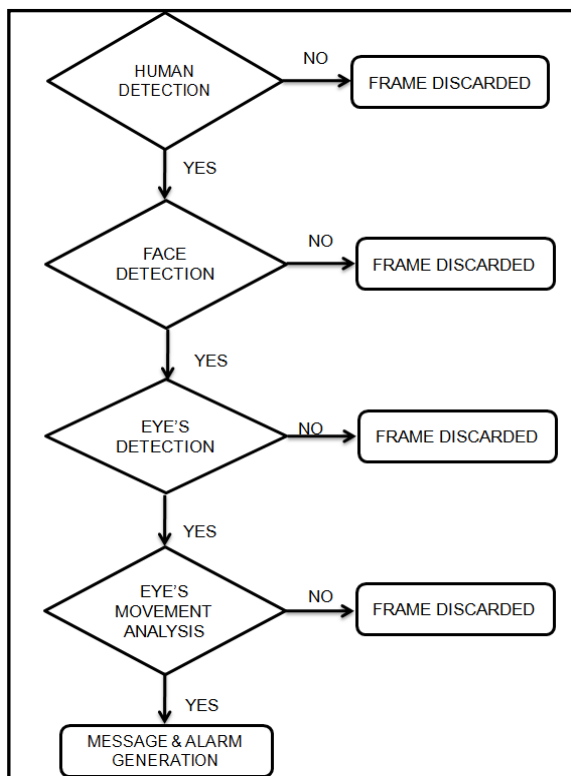 HUMAN
DETECTION
NO
FRAME DISCARDED
YES
FACE
DETECTION
NO
FRAME DISCARDED
YES
EYE'S
DETECTION
NO
FRAME DISCARDED
YES
EYE'S
MOVEMENT
ANALYSIS
NO
FRAME DISCARDED
YES
MESSAGE & ALARM
GENERATION